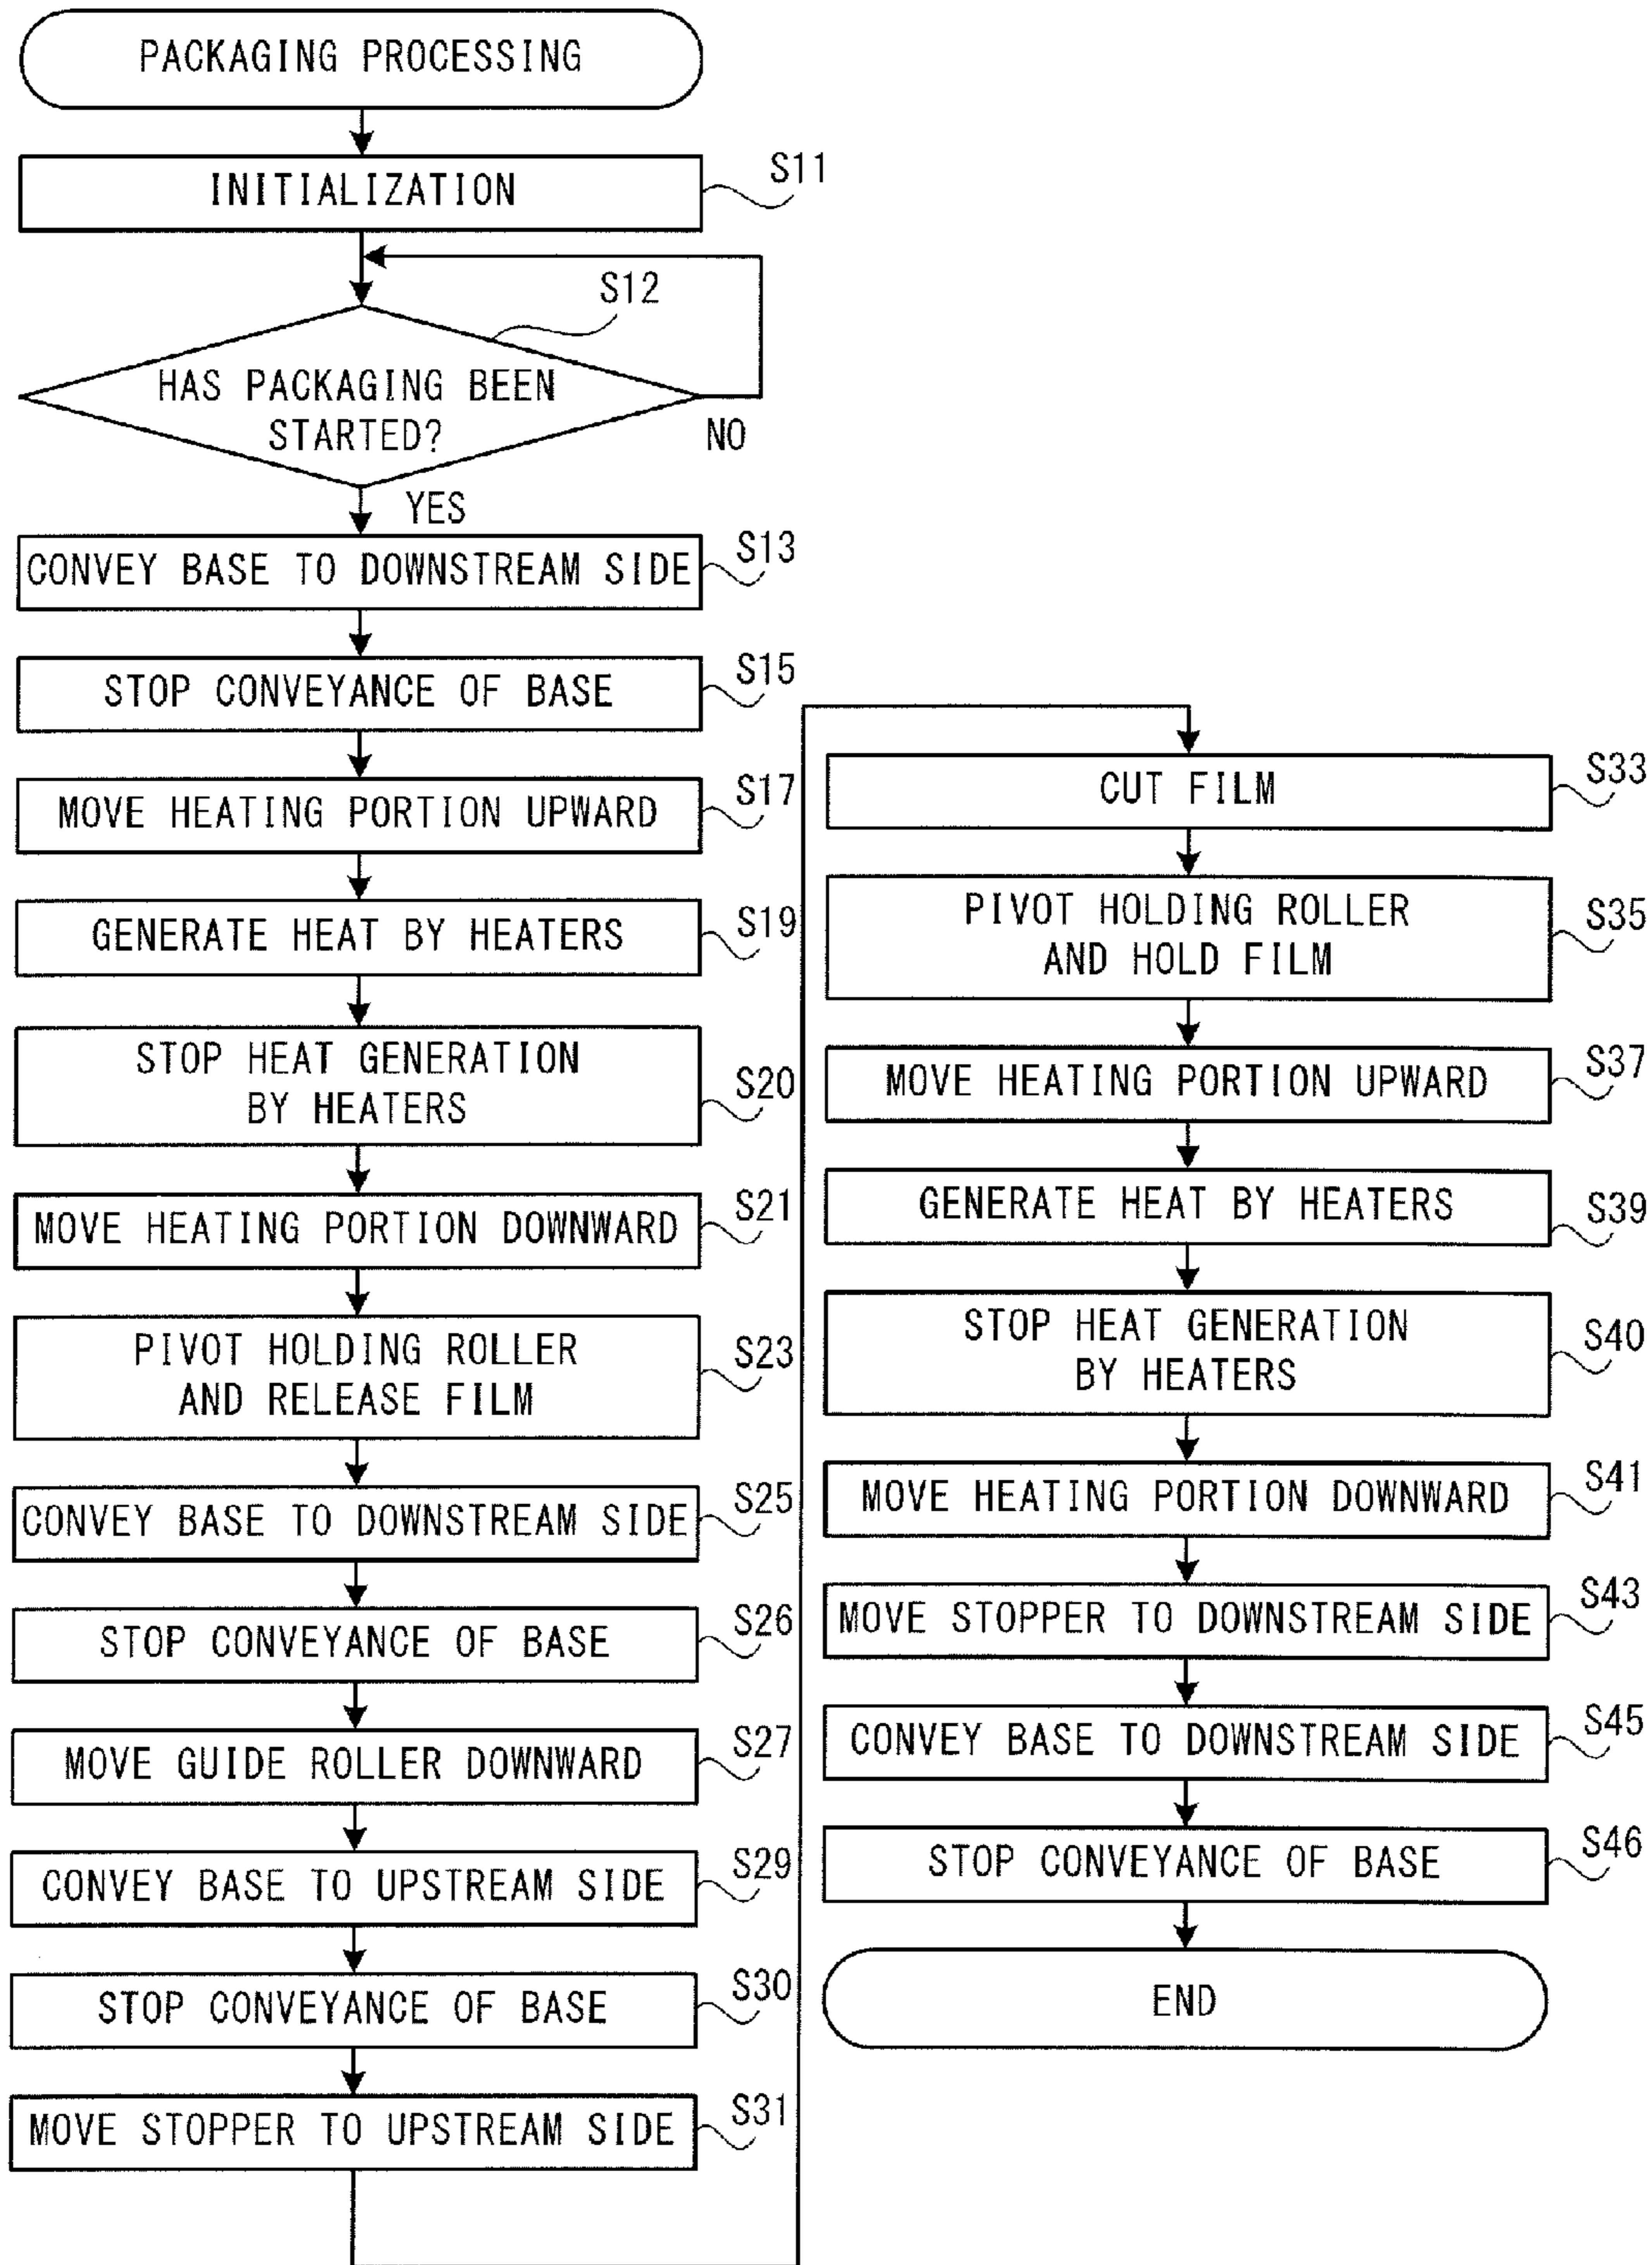 PACKAGING PROCESSING
INITIALIZATION
S11
S12
HAS PACKAGING BEEN
STARTED?
NO
YES
CONVEY BASE TO DOWNSTREAM SIDE
S13
STOP CONVEYANCE OF BASE
S15
MOVE HEATING PORTION UPWARD
S17
GENERATE HEAT BY HEATERS
S19
STOP HEAT GENERATION
BY HEATERS
S20
MOVE HEATING PORTION DOWNWARD
S21
PIVOT HOLDING ROLLER
AND RELEASE FILM
S23
CONVEY BASE TO DOWNSTREAM SIDE
S25
STOP CONVEYANCE OF BASE
S26
MOVE GUIDE ROLLER DOWNWARD
S27
CONVEY BASE TO UPSTREAM SIDE
S29
STOP CONVEYANCE OF BASE
S30
MOVE STOPPER TO UPSTREAM SIDE
S31
CUT FILM
S33
PIVOT HOLDING ROLLER
AND HOLD FILM
S35
MOVE HEATING PORTION UPWARD
S37
GENERATE HEAT BY HEATERS
S39
STOP HEAT GENERATION
BY HEATERS
S40
MOVE HEATING PORTION DOWNWARD
S41
MOVE STOPPER TO DOWNSTREAM SIDE
S43
CONVEY BASE TO DOWNSTREAM SIDE
S45
STOP CONVEYANCE OF BASE
S46
END